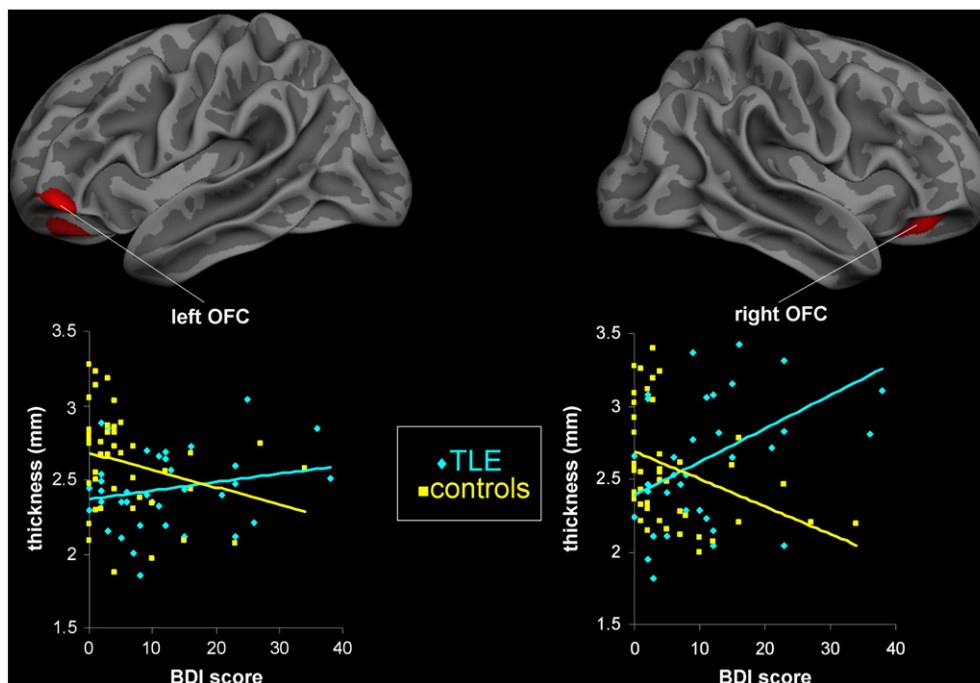 left OFC
right OFC
3.5
3
2.5
2
1.5
thickness (mm)
0
10
20
30
40
BDI score
TLE
controls
3.5
3
2.5
2
1.5
thickness (mm)
0
10
20
30
40
BDI score